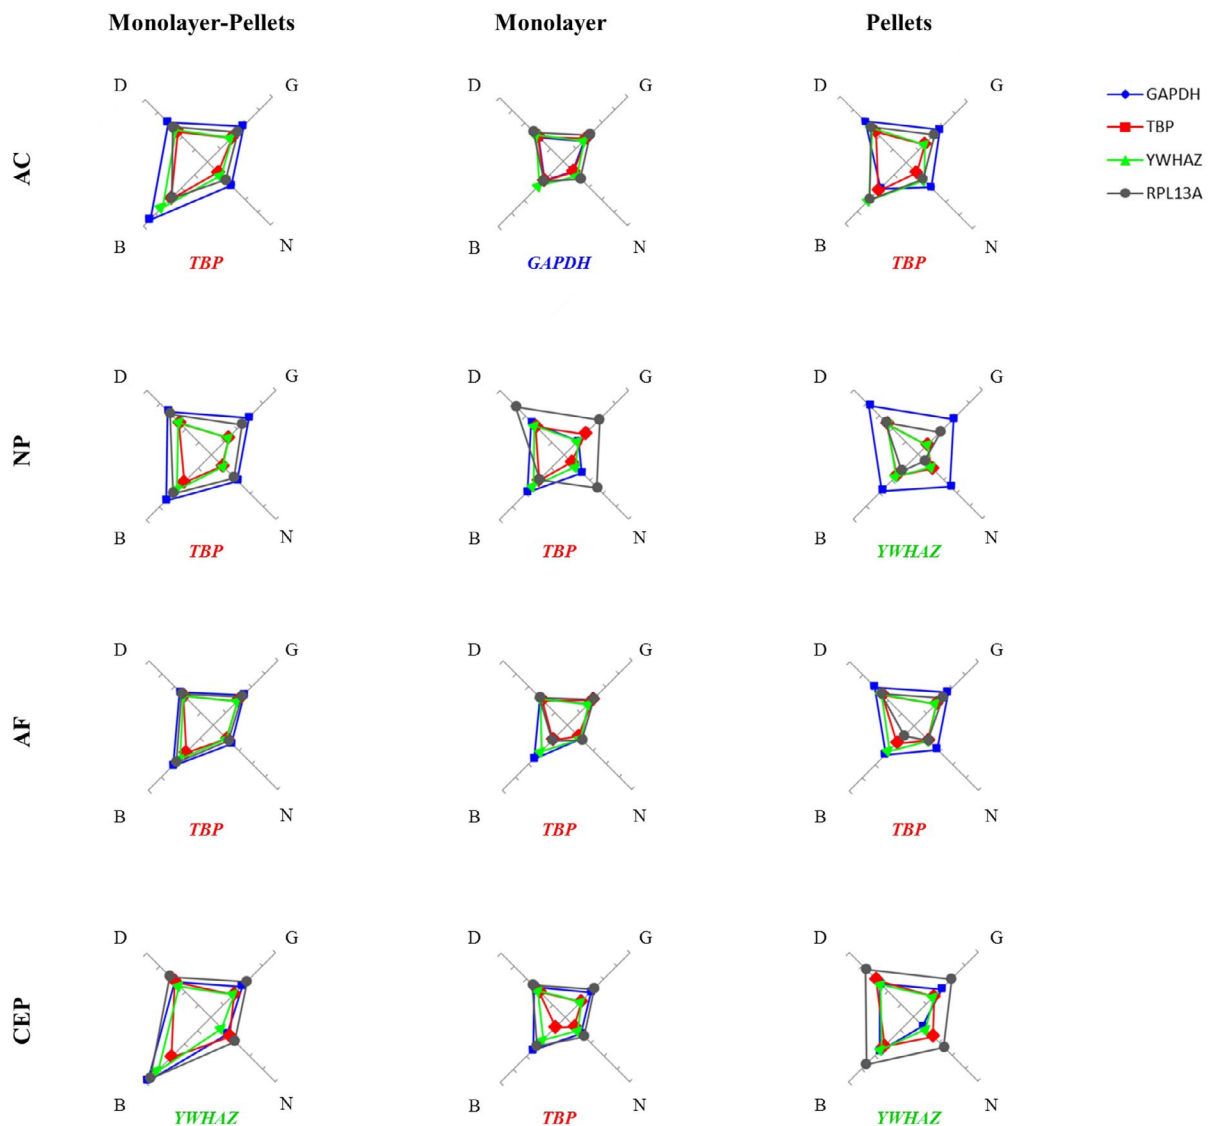 Monolayer-Pellets Monolayer Pellets
D G D G D G
GAPDH
TBP
YWHAZ
RPL13A
AC
B N B N B N
TBP GAPDH TBP
D G D G D G
NP
B N B N B N
TBP TBP YWHAZ
D G D G D G
AF
B N B N B N
TBP TBP TBP
D G D G D G
CEP
B N B N B N
YWHAZ TBP YWHAZ